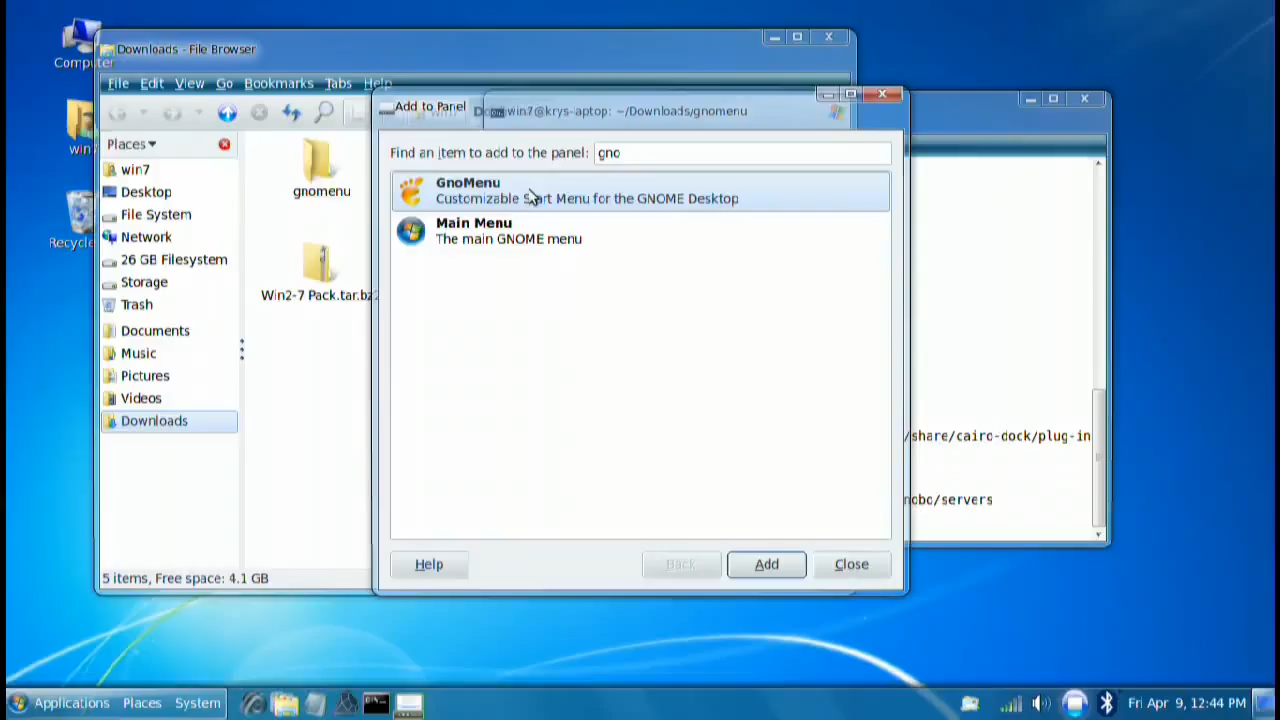 Computer
win7
Recycle
Downloads - File Browser
File Edit View Go Bookmarks Tabs Help
Places
win7
Desktop
File System
Network
26 GB Filesystem
Storage
Trash
Documents
Music
Pictures
Videos
Downloads
gnomenu
Win2-7 Pack.tar.bz2
5 items, Free space: 4.1 GB
Add to Panel
win7@krys-laptop: ~/Downloads/gnomenu
Find an item to add to the panel: gno
GnoMenu
Customizable Start Menu for the GNOME Desktop
Main Menu
The main GNOME menu
Help Back Add Close
/share/cairo-dock/plug-in
nobo/servers
Applications Places System
Fri Apr 9, 12:44 PM